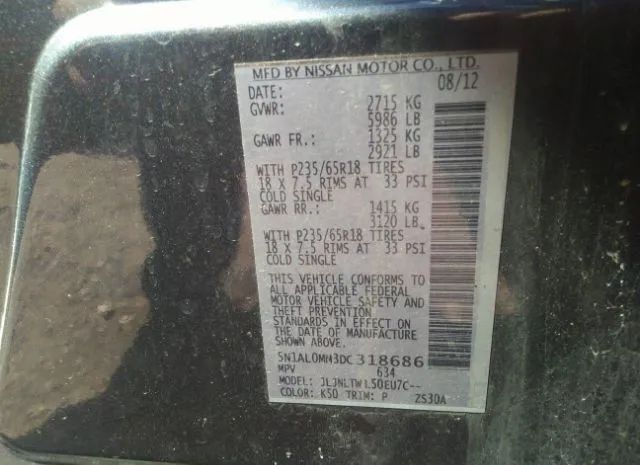 MFD BY NISSAN MOTOR CO., LTD.
DATE: 08/12
GVWR: 2715 KG
5986 LB
GAWR FR.: 1325 KG
2921 LB
WITH P235/65R18 TIRES
18 X 7.5 RIMS AT 33 PSI
COLD SINGLE
GAWR RR.: 1415 KG
3120 LB.
WITH P235/65R18 TIRES
18 X 7.5 RIMS AT 33 PSI
COLD SINGLE
THIS VEHICLE CONFORMS TO
ALL APPLICABLE FEDERAL
MOTOR VEHICLE SAFETY AND
THEFT PREVENTION
STANDARDS IN EFFECT ON
THE DATE OF MANUFACTURE
SHOWN ABOVE.
5N1AL0MM3DC318686
MPV 634
MODEL: JLJNLTWL50EU7C--
COLOR: K50 TRIM: P ZS30A